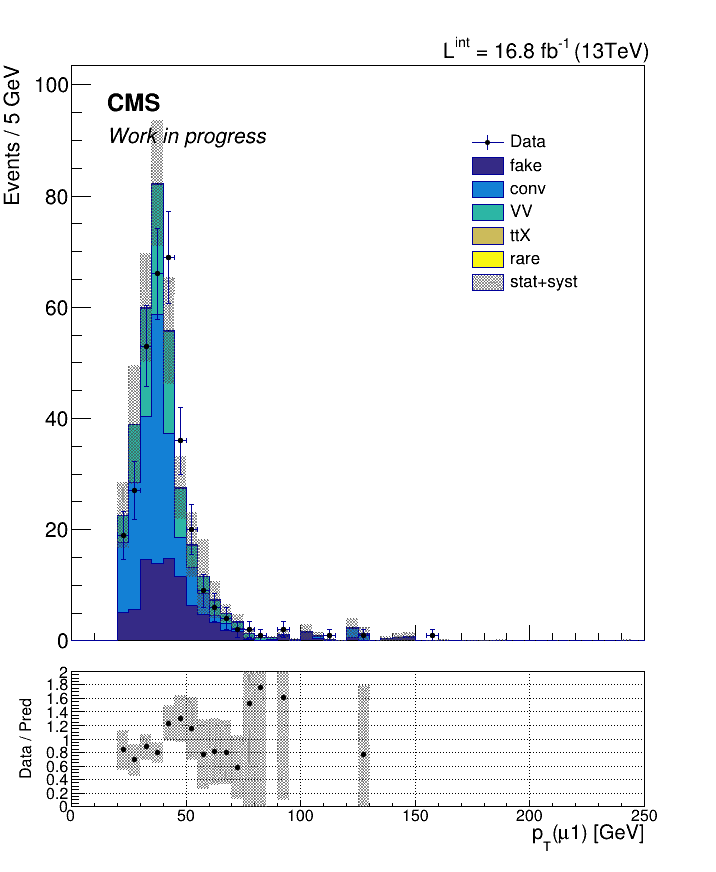 L^int = 16.8 fb^-1 (13TeV)
Events / 5 GeV
100
80
60
40
20
0
CMS
Work in progress
Data
fake
conv
VV
ttX
rare
stat+syst
Data / Pred
2
1.8
1.6
1.4
1.2
1
0.8
0.6
0.4
0.2
0
0 50 100 150 200 250
p_T(μ1) [GeV]